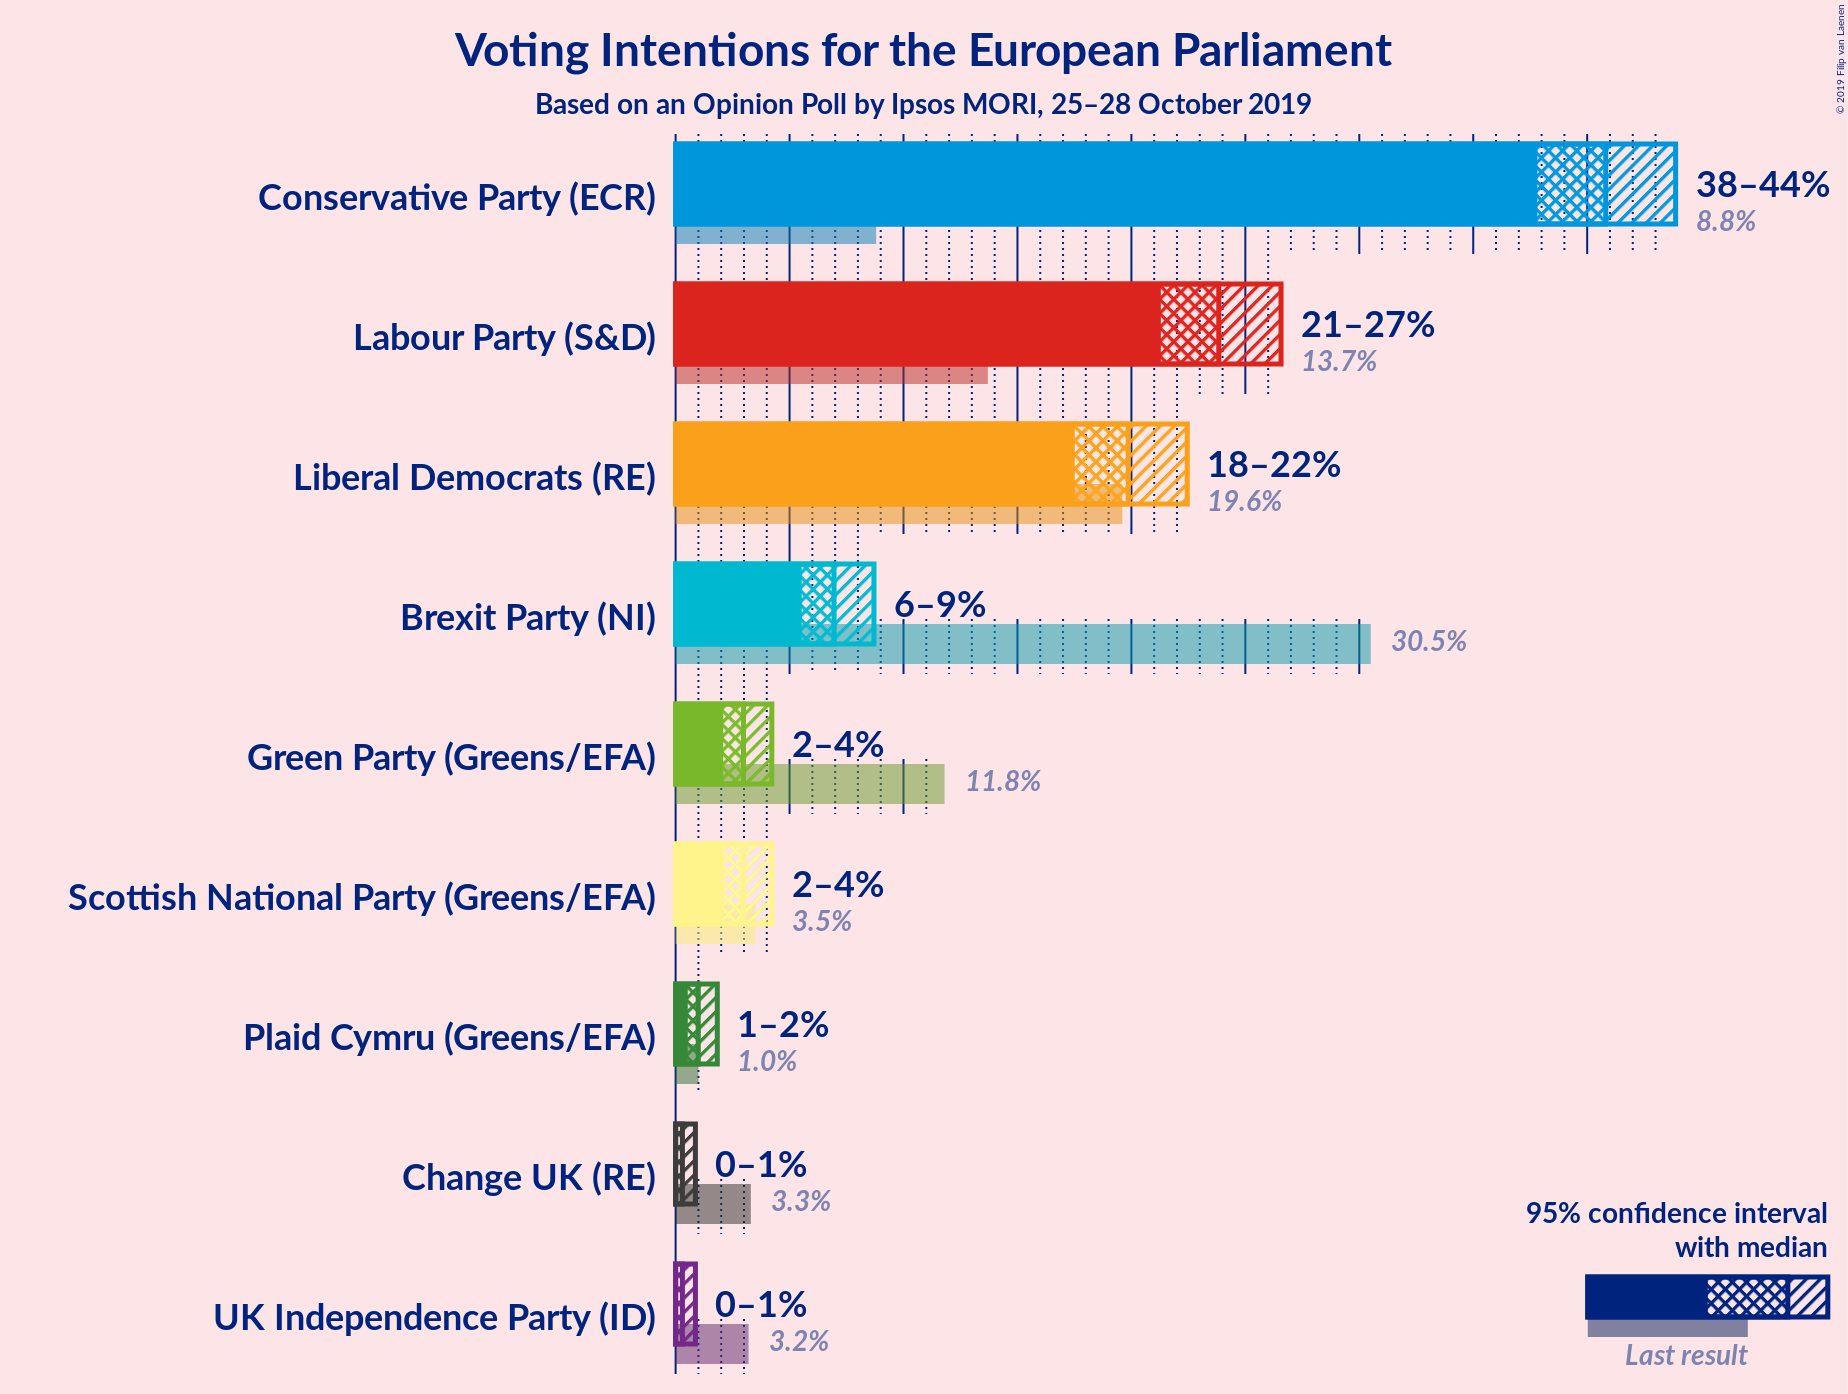 Voting Intentions for the European Parliament
Based on an Opinion Poll by Ipsos MORI, 25–28 October 2019
© 2019 Filip van Laenen
Conservative Party (ECR)
38–44%
8.8%
Labour Party (S&D)
21–27%
13.7%
Liberal Democrats (RE)
18–22%
19.6%
Brexit Party (NI)
6–9%
30.5%
Green Party (Greens/EFA)
2–4%
11.8%
Scottish National Party (Greens/EFA)
2–4%
3.5%
Plaid Cymru (Greens/EFA)
1–2%
1.0%
Change UK (RE)
0–1%
3.3%
UK Independence Party (ID)
0–1%
3.2%
95% confidence interval
with median
Last result